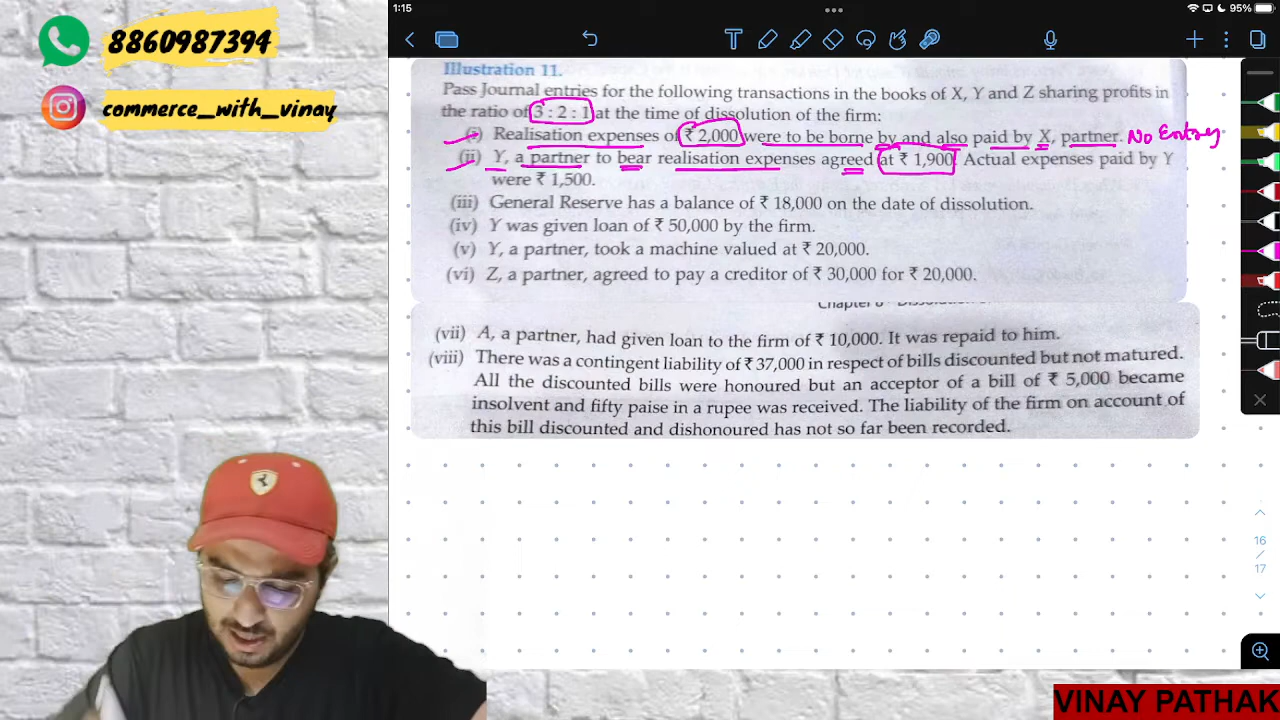 8860987394
commerce_with_vinay
1:15
95%
Illustration 11.
Pass Journal entries for the following transactions in the books of X, Y and Z sharing profits in
the ratio of 3 : 2 : 1 at the time of dissolution of the firm:
(i) Realisation expenses of ₹ 2,000 were to be borne by and also paid by X, partner. No Entry
(ii) Y, a partner to bear realisation expenses agreed at ₹ 1,900. Actual expenses paid by Y
were ₹ 1,500.
(iii) General Reserve has a balance of ₹ 18,000 on the date of dissolution.
(iv) Y was given loan of ₹ 50,000 by the firm.
(v) Y, a partner, took a machine valued at ₹ 20,000.
(vi) Z, a partner, agreed to pay a creditor of ₹ 30,000 for ₹ 20,000.
(vii) A, a partner, had given loan to the firm of ₹ 10,000. It was repaid to him.
(viii) There was a contingent liability of ₹ 37,000 in respect of bills discounted but not matured.
All the discounted bills were honoured but an acceptor of a bill of ₹ 5,000 became
insolvent and fifty paise in a rupee was received. The liability of the firm on account of
this bill discounted and dishonoured has not so far been recorded.
16
/
17
VINAY PATHAK